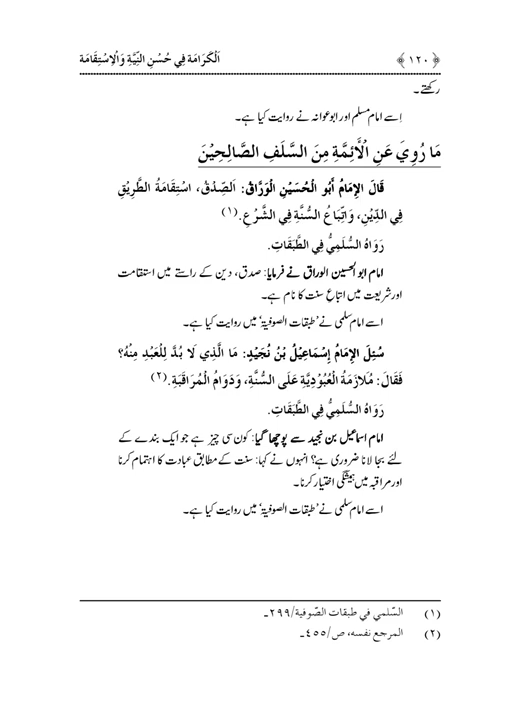 ﴿ ١٢٠ ﴾ اَلْكَرَامَة فِي حُسْنِ النِّيَّةِ وَالْاِسْتِقَامَة
رکھتے۔
اِسے امام مسلم اور ابو عوانہ نے روایت کیا ہے۔
مَا رُوِيَ عَنِ الْأَئِمَّةِ مِنَ السَّلَفِ الصَّالِحِيْنَ
قَالَ الإِمَامُ أَبُو الْحُسَيْنِ الْوَرَّاقُ: اَلصِّدْقُ، اسْتِقَامَةُ الطَّرِيْقِ
فِي الدِّيْنِ، وَاتِّبَاعُ السُّنَّةِ فِي الشَّرْعِ.(١)
رَوَاهُ السُّلَمِيُّ فِي الطَّبَقَاتِ.
امام ابو الحسین الوراق نے فرمایا: صدق، دین کے راستے میں استقامت
اور شریعت میں اتباعِ سنت کا نام ہے۔
اسے امام سلمی نے ’طبقات الصوفیۃ‘ میں روایت کیا ہے۔
سُئِلَ الإِمَامُ إِسْمَاعِيْلُ بْنُ نُجَيْدٍ: مَا الَّذِي لَا بُدَّ لِلْعَبْدِ مِنْهُ؟
فَقَالَ: مُلَازَمَةُ الْعُبُوْدِيَّةِ عَلَى السُّنَّةِ، وَدَوَامُ الْمُرَاقَبَةِ.(٢)
رَوَاهُ السُّلَمِيُّ فِي الطَّبَقَاتِ.
امام اسماعیل بن نجید سے پوچھا گیا: کون سی چیز ہے جو ایک بندے کے
لئے بجا لانا ضروری ہے؟ انہوں نے کہا: سنت کے مطابق عبادت کا اہتمام کرنا
اور مراقبہ میں ہمیشگی اختیار کرنا۔
اسے امام سلمی نے ’طبقات الصوفیۃ‘ میں روایت کیا ہے۔
(١) السّلمي في طبقات الصّوفية/٢٩٩ـ
(٢) المرجع نفسه، ص/٤٥٥ـ